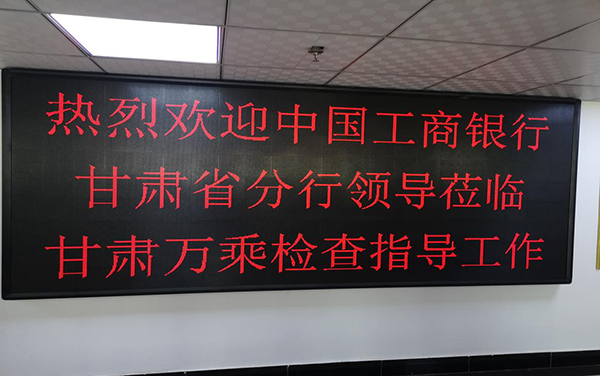 热烈欢迎中国工商银行
甘肃省分行领导莅临
甘肃万乘检查指导工作